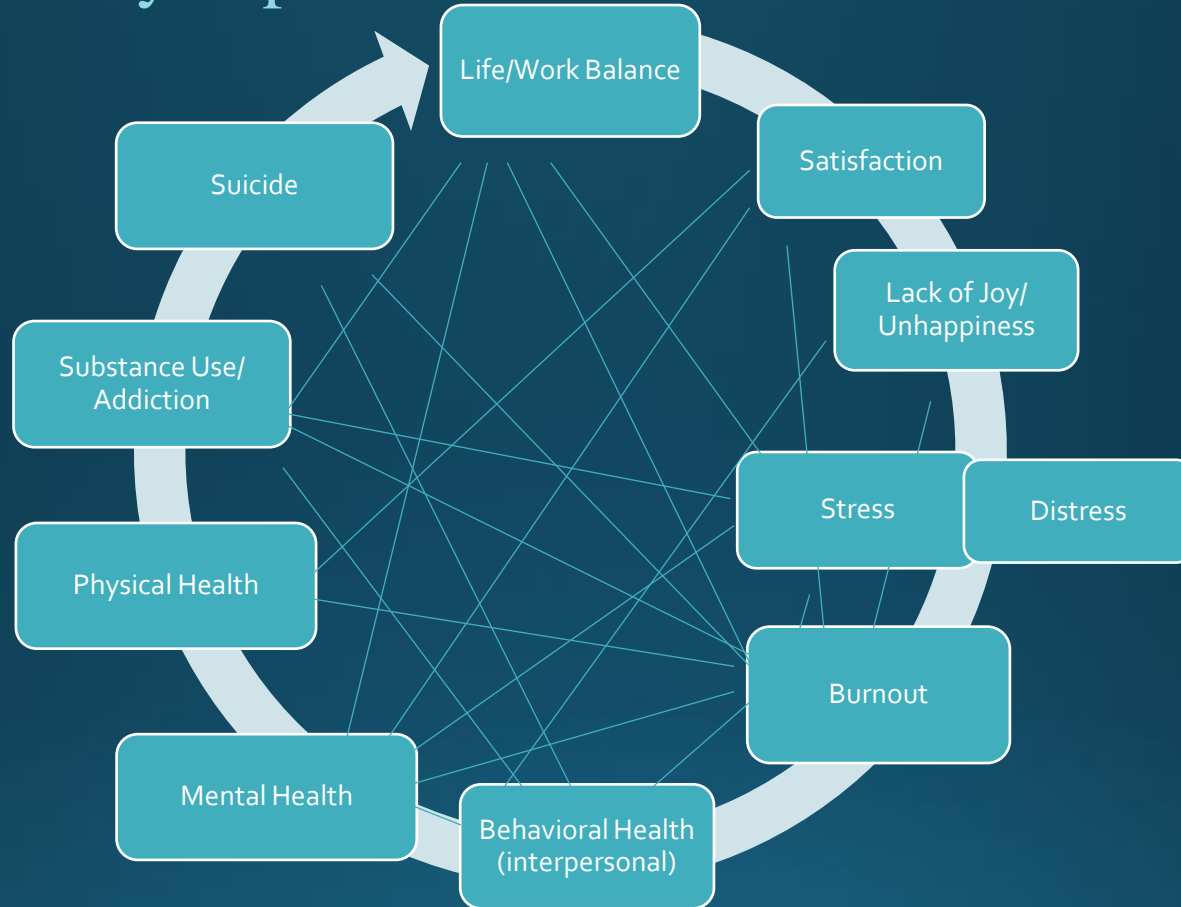 Life/Work Balance
Satisfaction
Lack of Joy/
Unhappiness
Stress
Distress
Burnout
Behavioral Health
(interpersonal)
Mental Health
Physical Health
Substance Use/
Addiction
Suicide